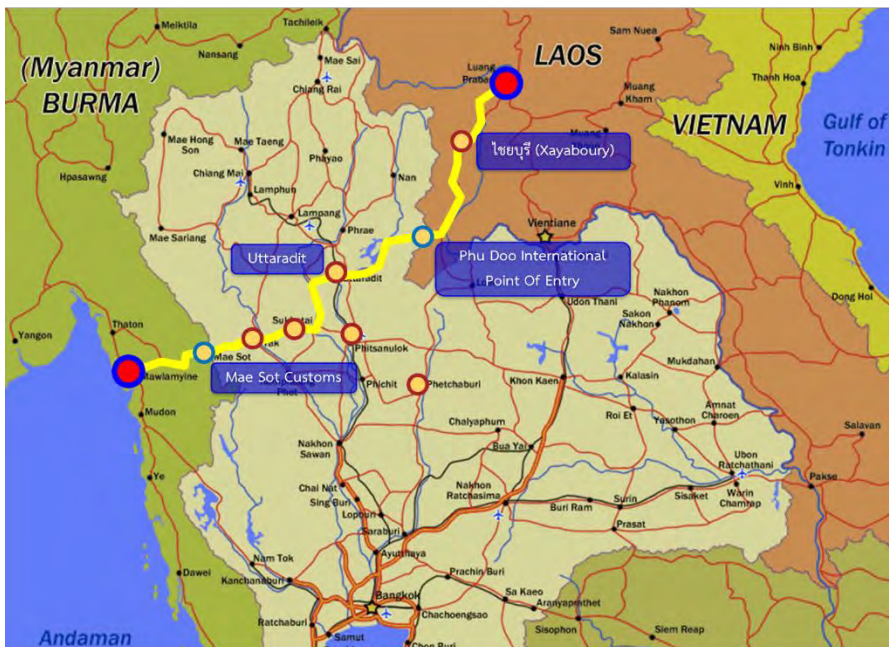 Meiktila
Tachileik
Nansang
Mae Sai
Chiang Rai
(Myanmar)
BURMA
Hpasawng
Mae Hong
Son
Mae Taeng
Chiang Mai
Phayao
Lamphun
Nan
Lampang
Mae Sariang
Phrae
Luang
LAOS
Sam Nuea
Muang
Kham
Ninh Binh
Thanh Hoa
VIETNAM
Gulf of
Tonkin
Vinh
Dong Hoi
ไชยบุรี (Xayaboury)
Vientiane
Uttaradit
Phu Doo International
Point Of Entry
Udon Thani
Nakhon
Phanom
Sakon
Nakhon
Mukdahan
Yangon
Thaton
Mae Sot
Mawlamyine
Mae Sot Customs
Phitsanulok
Phichit
Phetchaburi
Mudon
Ye
Dawei
Khon Kaen
Kalasin
Roi Et
Yasothon
Amnat
Charoen
Salavan
Ubon
Ratchathani
Pakse
Warin
Chamrap
Sisaket
Surin
Buri Ram
Prasat
Chaiyaphum
Bua Yai
Nakhon
Ratchasima
Nakhon
Sawan
Chai Nat
Sing Buri
Lopburi
Saraburi
Ayutthaya
Nam Tok
Kanchanaburi
Prachin Buri
Sa Kaeo
Aranyaprathet
Bangkok
Chachoengsao
Ratchaburi
Samut
Chon Buri
Sisophon
Siem Reap
Andaman